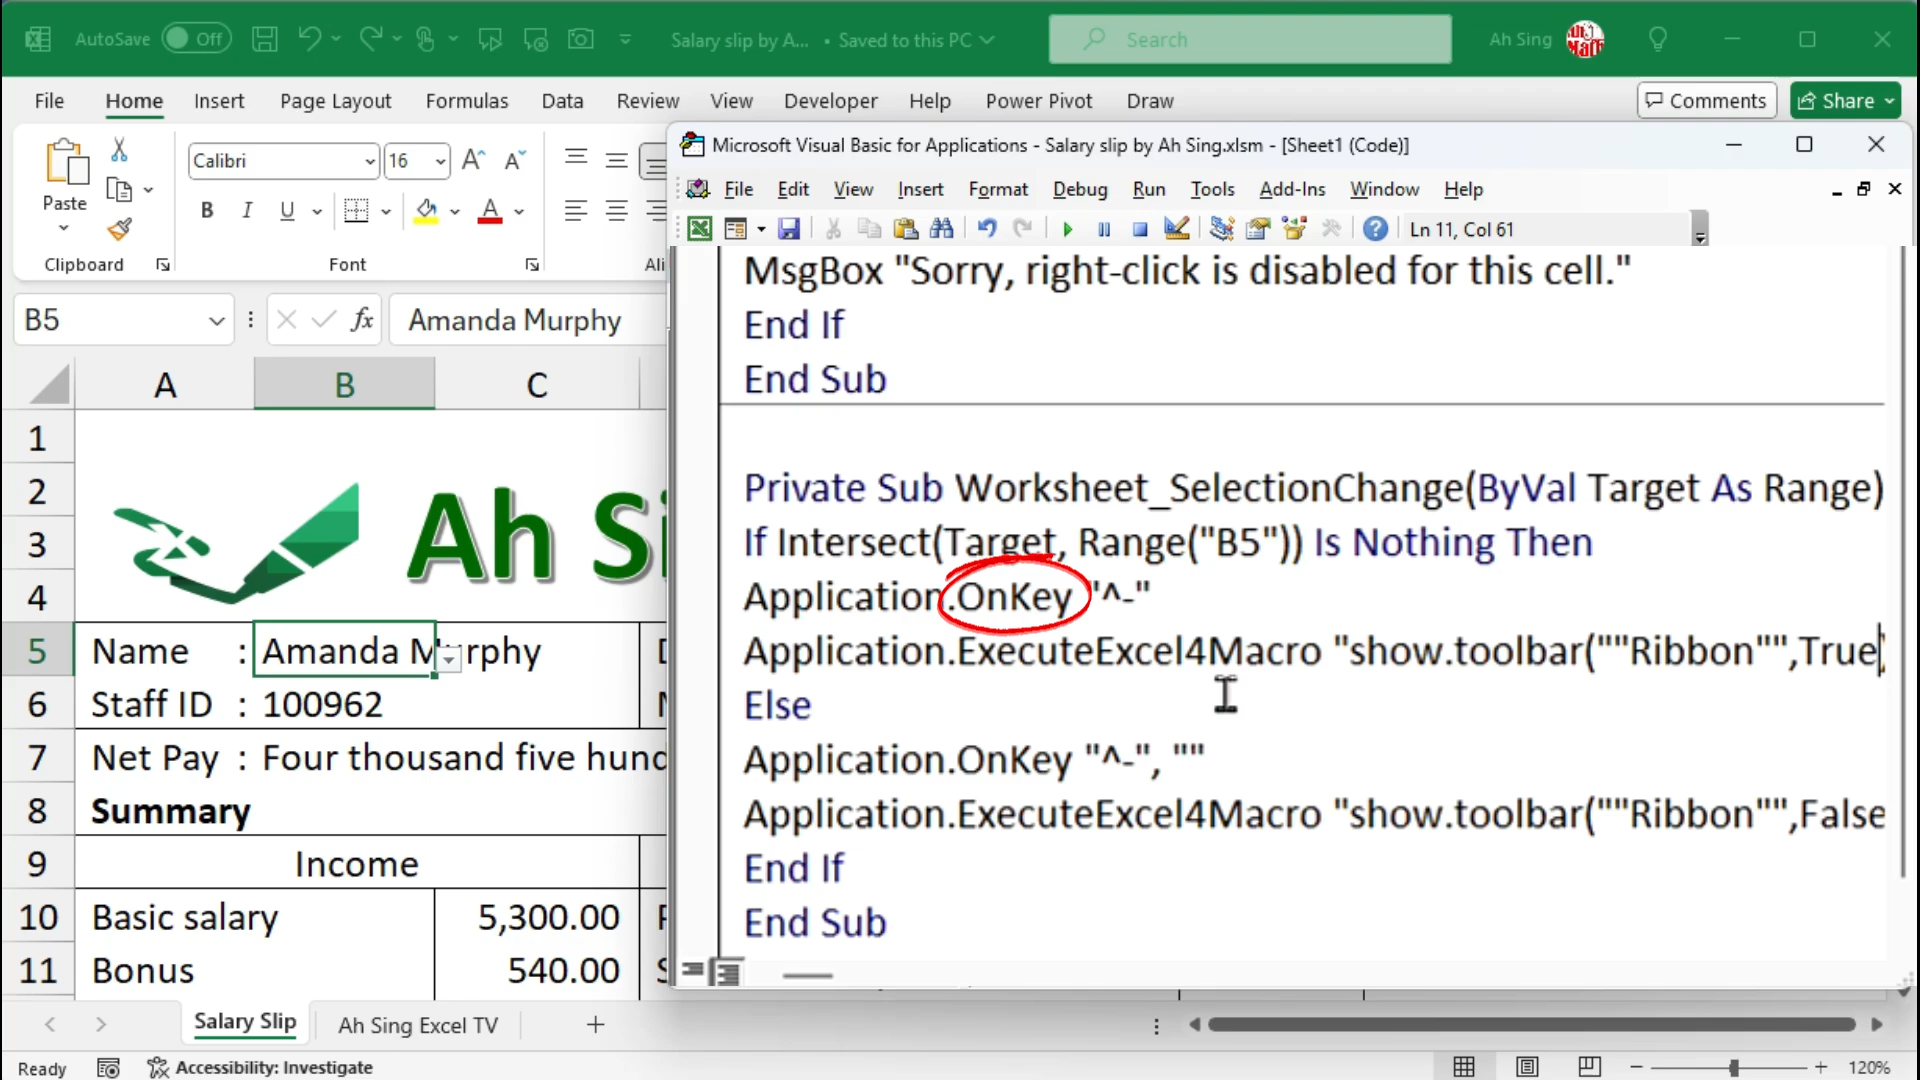 AutoSave Off Salary slip by A... • Saved to this PC Search Ah Sing
File Home Insert Page Layout Formulas Data Review View Developer Help Power Pivot Draw Comments Share
Paste Calibri 16
B I U A
Clipboard Font Ali
Microsoft Visual Basic for Applications - Salary slip by Ah Sing.xlsm - [Sheet1 (Code)]
File Edit View Insert Format Debug Run Tools Add-Ins Window Help
Ln 11, Col 61
B5 fx Amanda Murphy
A B C
1
2
3
4
5
6
7
8
9
10
11
Ah Si
Name : Amanda Murphy
Staff ID : 100962
Net Pay : Four thousand five hund
Summary
Income
Basic salary 5,300.00
Bonus 540.00
MsgBox "Sorry, right-click is disabled for this cell."
End If
End Sub
Private Sub Worksheet_SelectionChange(ByVal Target As Range)
If Intersect(Target, Range("B5")) Is Nothing Then
Application.OnKey "^-"
Application.ExecuteExcel4Macro "show.toolbar(""Ribbon"",True)
Else
Application.OnKey "^-", ""
Application.ExecuteExcel4Macro "show.toolbar(""Ribbon"",False
End If
End Sub
Salary Slip Ah Sing Excel TV
Ready Accessibility: Investigate 120%